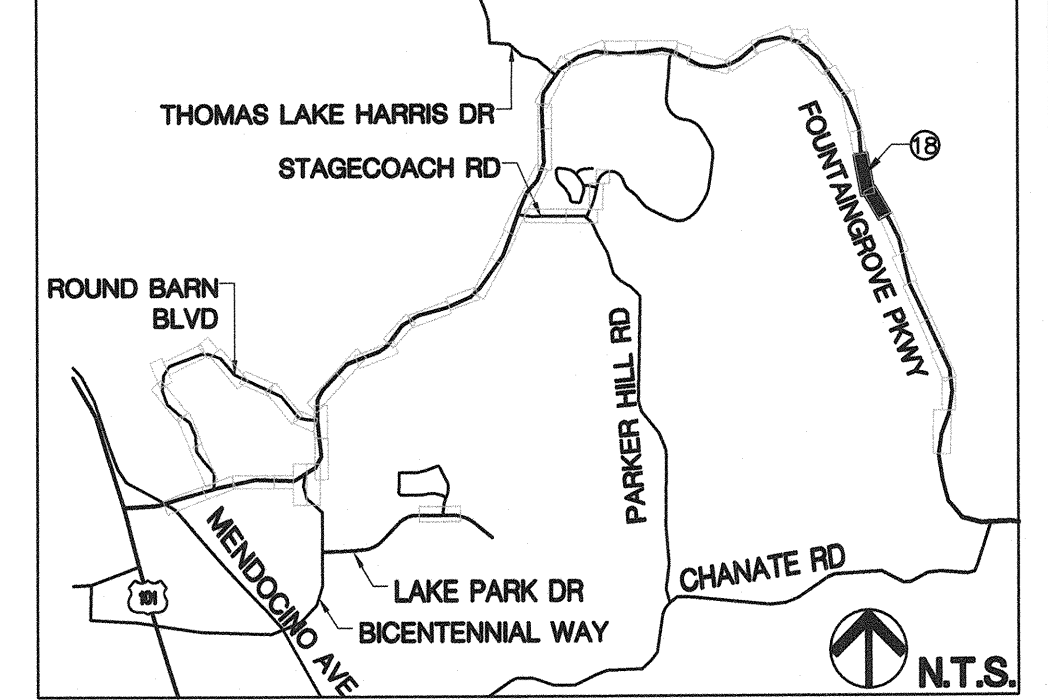 THOMAS LAKE HARRIS DR
STAGECOACH RD
18
FOUNTAINGROVE PKWY
ROUND BARN
BLVD
PARKER HILL RD
MENDOCINO AVE
101
LAKE PARK DR
BICENTENNIAL WAY
CHANATE RD
N.T.S.